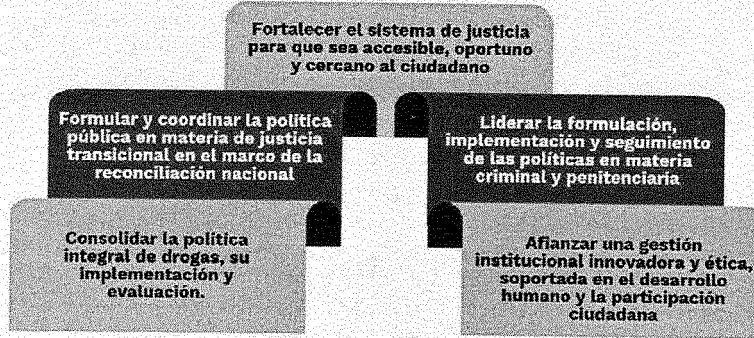 Fortalecer el sistema de justicia
para que sea accesible, oportuno
y cercano al ciudadano
Formular y coordinar la política
pública en materia de justicia
transicional en el marco de la
reconciliación nacional
Liderar la formulación,
implementación y seguimiento
de las políticas en materia
criminal y penitenciaria
Consolidar la política
integral de drogas, su
implementación y
evaluación.
Afianzar una gestión
institucional innovadora y ética,
soportada en el desarrollo
humano y la participación
ciudadana